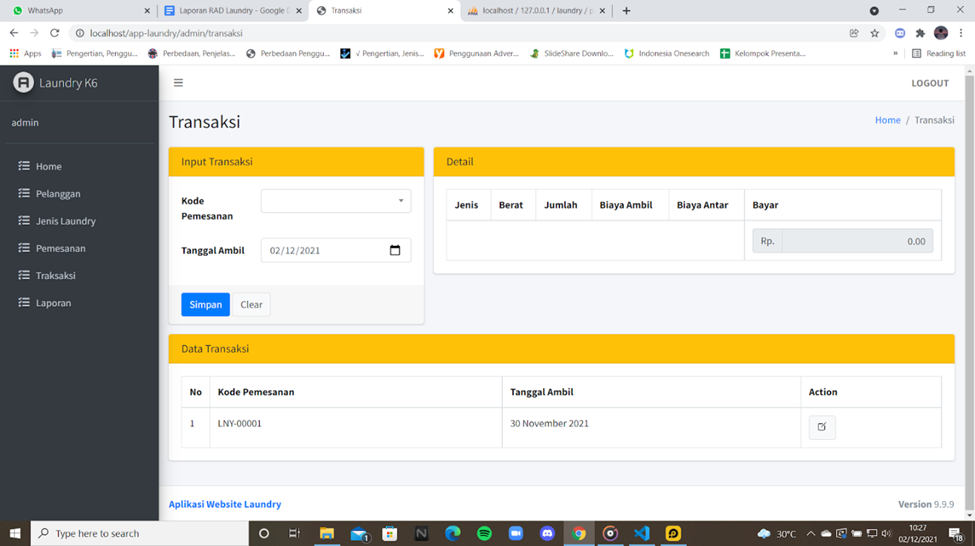 WhatsApp
Laporan RAD Laundry - Google D
Transaksi
localhost / 127.0.0.1 / laundry / p
localhost/app-laundry/admin/transaksi
Apps
Pengertian, Penggu...
Perbedaan, Penjelas...
Perbedaan Penggu...
√ Pengertian, Jenis...
Penggunaan Adver...
SlideShare Downlo...
Indonesia Onesearch
Kelompok Presenta...
»
Reading list
Laundry K6
LOGOUT
admin
Transaksi
Home / Transaksi
Home
Pelanggan
Jenis Laundry
Pemesanan
Traksaksi
Laporan
Input Transaksi
Kode
Pemesanan
Tanggal Ambil
02/12/2021
Simpan
Clear
Detail
Jenis
Berat
Jumlah
Biaya Ambil
Biaya Antar
Bayar
Rp.
0.00
Data Transaksi
No
Kode Pemesanan
Tanggal Ambil
Action
1
LNY-00001
30 November 2021
Aplikasi Website Laundry
Version 9.9.9
Type here to search
1
30°C
10:27
02/12/2021
18